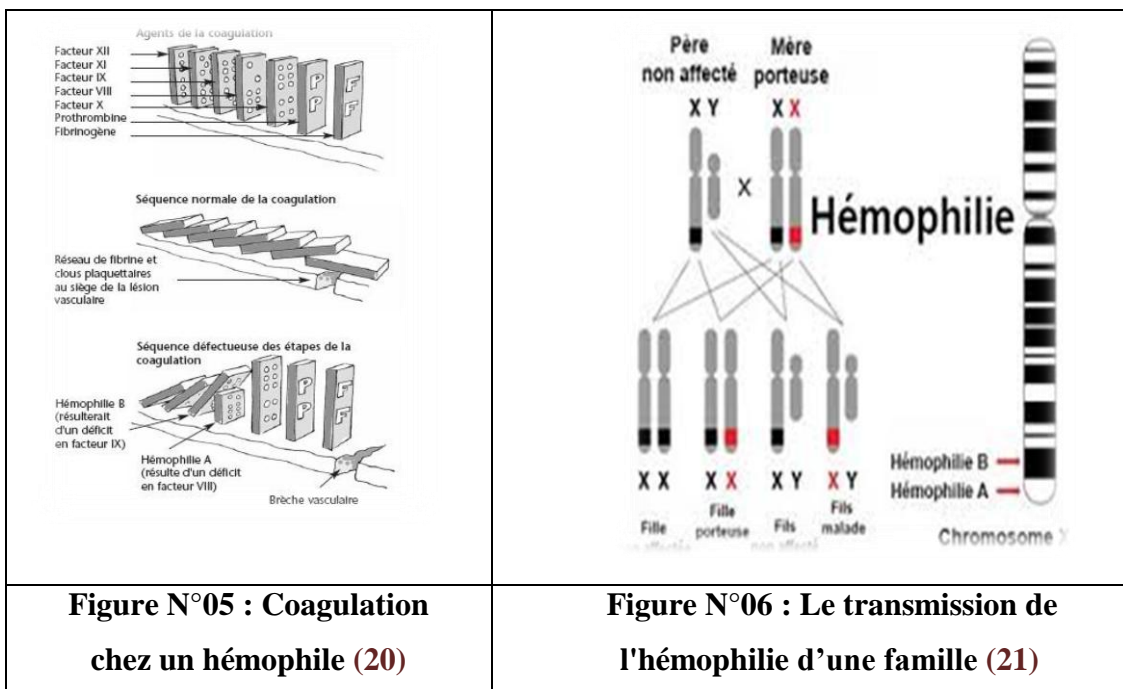 Agents de la coagulation
Facteur XII
Facteur XI
Facteur IX
Facteur VIII
Facteur X
Prothrombine
Fibrinogène
P
P
F
F
Séquence normale de la coagulation
Réseau de fibrine et
clous plaquettaires
au siège de la lésion
vasculaire
Séquence défectueuse des étapes de la
coagulation
P
P
F
F
Hémophilie B
(résulterait
d'un déficit
en facteur IX)
Hémophilie A
(résulte d'un déficit
en facteur VIII)
Brèche vasculaire
Père
non affecté
Mère
porteuse
X Y
X X
X
Hémophilie
X X
X X
X Y
X Y
Fille
non affectée
Fille
porteuse
Fils
non affecté
Fils
malade
Hémophilie B
Hémophilie A
Chromosome X
Figure N°05 : Coagulation
chez un hémophile (20)
Figure N°06 : Le transmission de
l'hémophilie d’une famille (21)